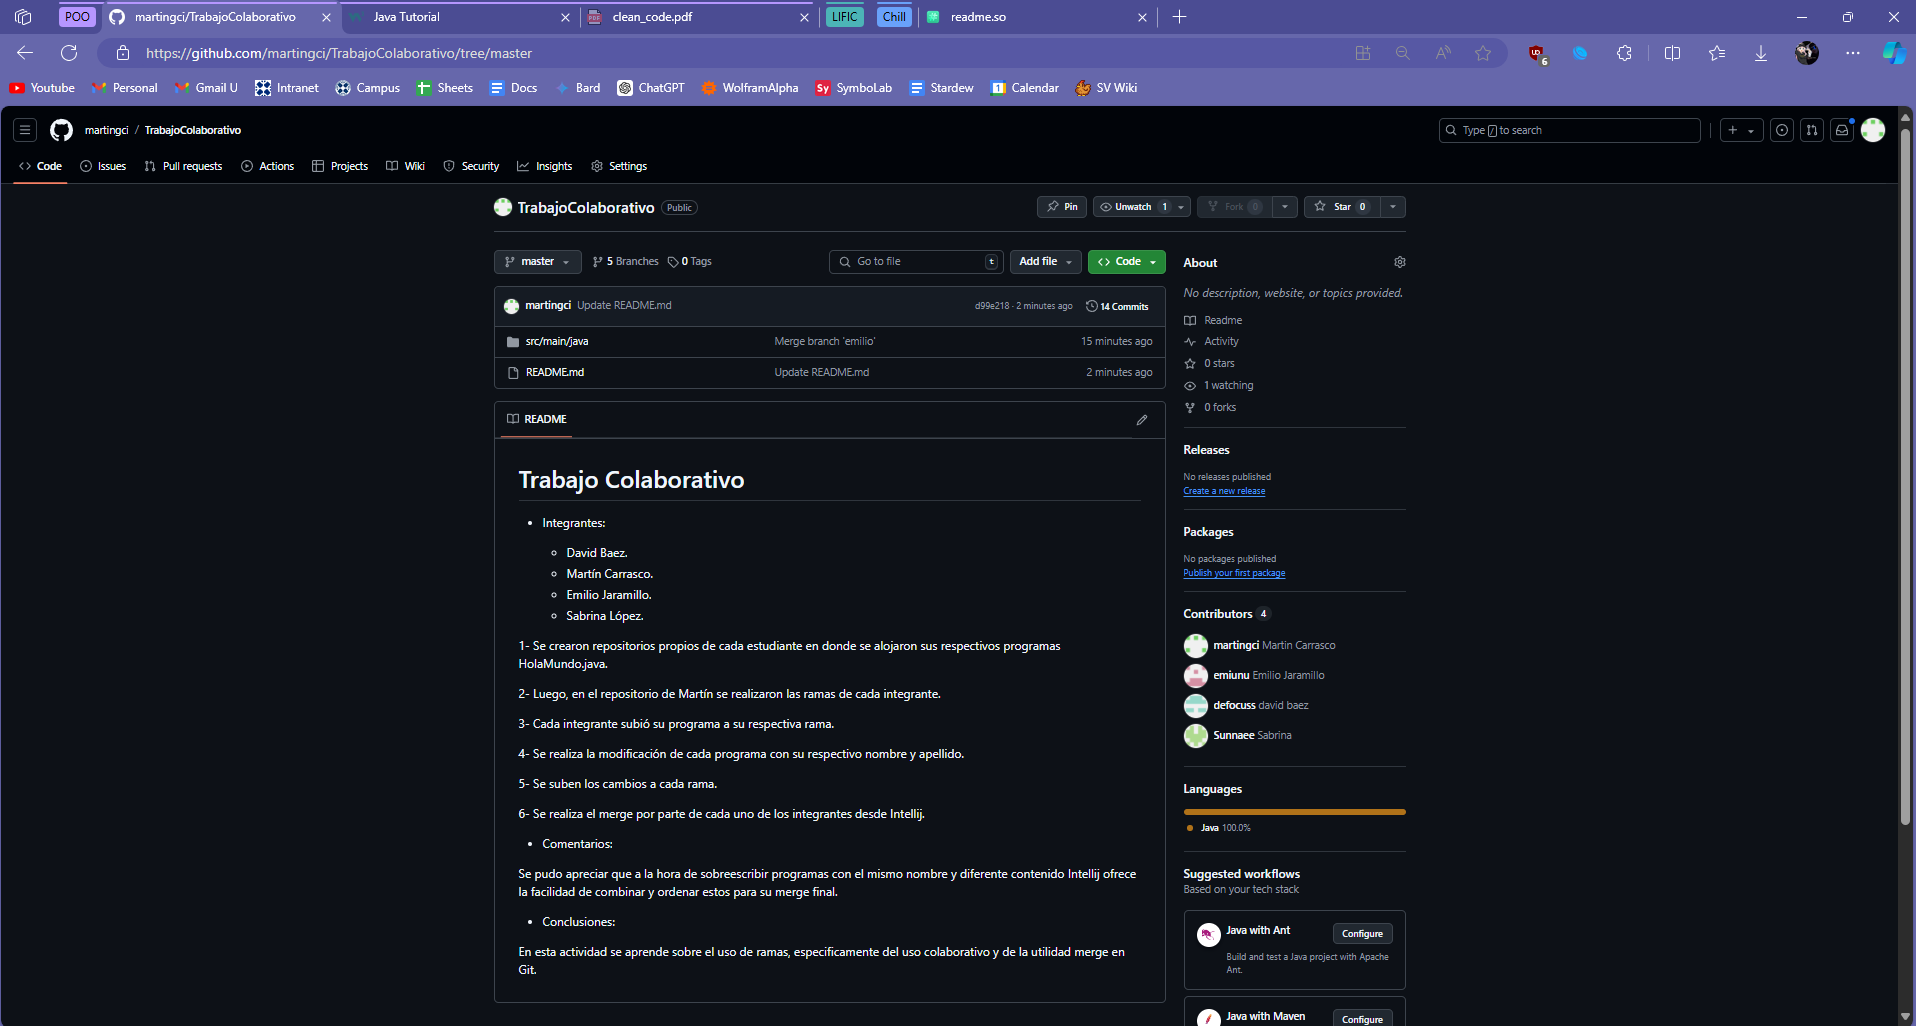 POO
martingci/TrabajoColaborativo
Java Tutorial
clean_code.pdf
LIFIC
Chill
readme.so
https://github.com/martingci/TrabajoColaborativo/tree/master
6
Youtube
Personal
Gmail U
Intranet
Campus
Sheets
Docs
Bard
ChatGPT
WolframAlpha
Sy SymboLab
Stardew
1 Calendar
SV Wiki
martingci / TrabajoColaborativo
Type / to search
Code
Issues
Pull requests
Actions
Projects
Wiki
Security
Insights
Settings
TrabajoColaborativo Public
Pin
Unwatch 1
Fork 0
Star 0
master
5 Branches
0 Tags
Go to file t
Add file
Code
martingci Update README.md
d99e218 · 2 minutes ago
14 Commits
src/main/java Merge branch 'emilio' 15 minutes ago
README.md Update README.md 2 minutes ago
README
Trabajo Colaborativo
• Integrantes:
◦ David Baez.
◦ Martín Carrasco.
◦ Emilio Jaramillo.
◦ Sabrina López.
1- Se crearon repositorios propios de cada estudiante en donde se alojaron sus respectivos programas
HolaMundo.java.
2- Luego, en el repositorio de Martín se realizaron las ramas de cada integrante.
3- Cada integrante subió su programa a su respectiva rama.
4- Se realiza la modificación de cada programa con su respectivo nombre y apellido.
5- Se suben los cambios a cada rama.
6- Se realiza el merge por parte de cada uno de los integrantes desde Intellij.
• Comentarios:
Se pudo apreciar que a la hora de sobreescribir programas con el mismo nombre y diferente contenido Intellij ofrece
la facilidad de combinar y ordenar estos para su merge final.
• Conclusiones:
En esta actividad se aprende sobre el uso de ramas, especificamente del uso colaborativo y de la utilidad merge en
Git.
About
No description, website, or topics provided.
Readme
Activity
0 stars
1 watching
0 forks
Releases
No releases published
Create a new release
Packages
No packages published
Publish your first package
Contributors 4
martingci Martin Carrasco
emiunu Emilio Jaramillo
defocuss david baez
Sunnaee Sabrina
Languages
Java 100.0%
Suggested workflows
Based on your tech stack
Java with Ant
Configure
Build and test a Java project with Apache
Ant.
Java with Maven
Configure